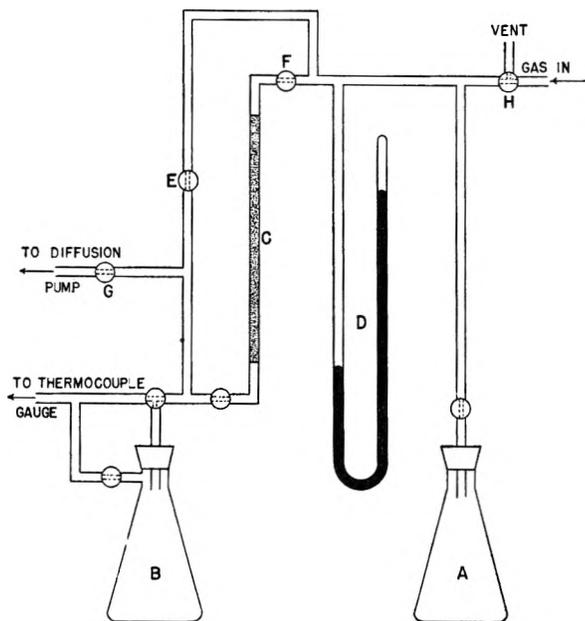 VENT
GAS IN
H
F
E
C
TO DIFFUSION
PUMP
G
D
TO THERMOCOUPLE
GAUGE
B
A